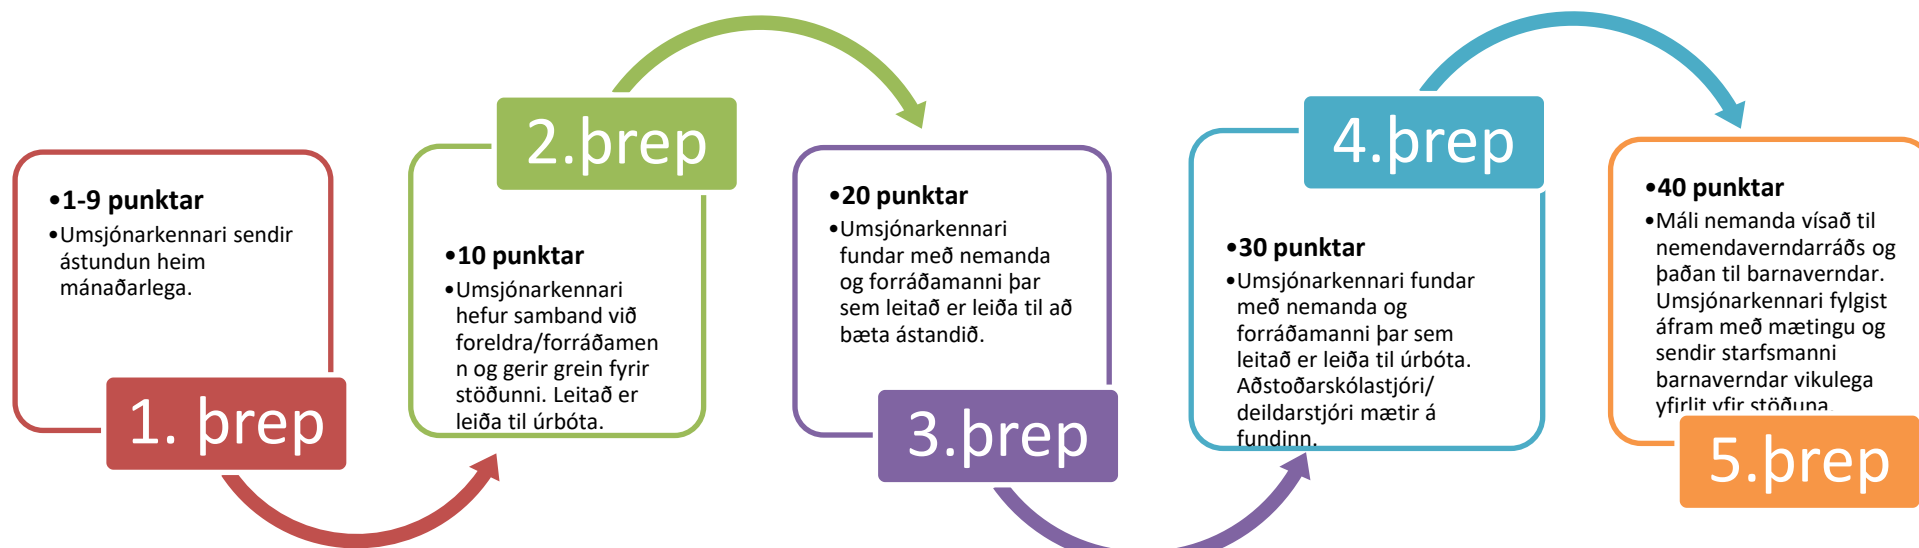 •1-9 punktar
•Umsjónarkennari sendir
ástundun heim
mánaðarlega.
1. þrep
2.þrep
•10 punktar
•Umsjónarkennari
hefur samband við
foreldra/forráðamen
n og gerir grein fyrir
stöðunni. Leitað er
leiða til úrbóta.
•20 punktar
•Umsjónarkennari
fundar með nemanda
og forráðamanni þar
sem leitað er leiða til að
bæta ástandið.
3.þrep
4.þrep
•30 punktar
•Umsjónarkennari fundar
með nemanda og
forráðamanni þar sem
leitað er leiða til úrbóta.
Aðstoðarskólastjóri/
deildarstjóri mætir á
fundinn.
•40 punktar
•Máli nemanda vísað til
nemendaverndarráðs og
þaðan til barnaverndar.
Umsjónarkennari fylgist
áfram með mætingu og
sendir starfsmanni
barnaverndar vikulega
yfirlit yfir stöðuna.
5.þrep